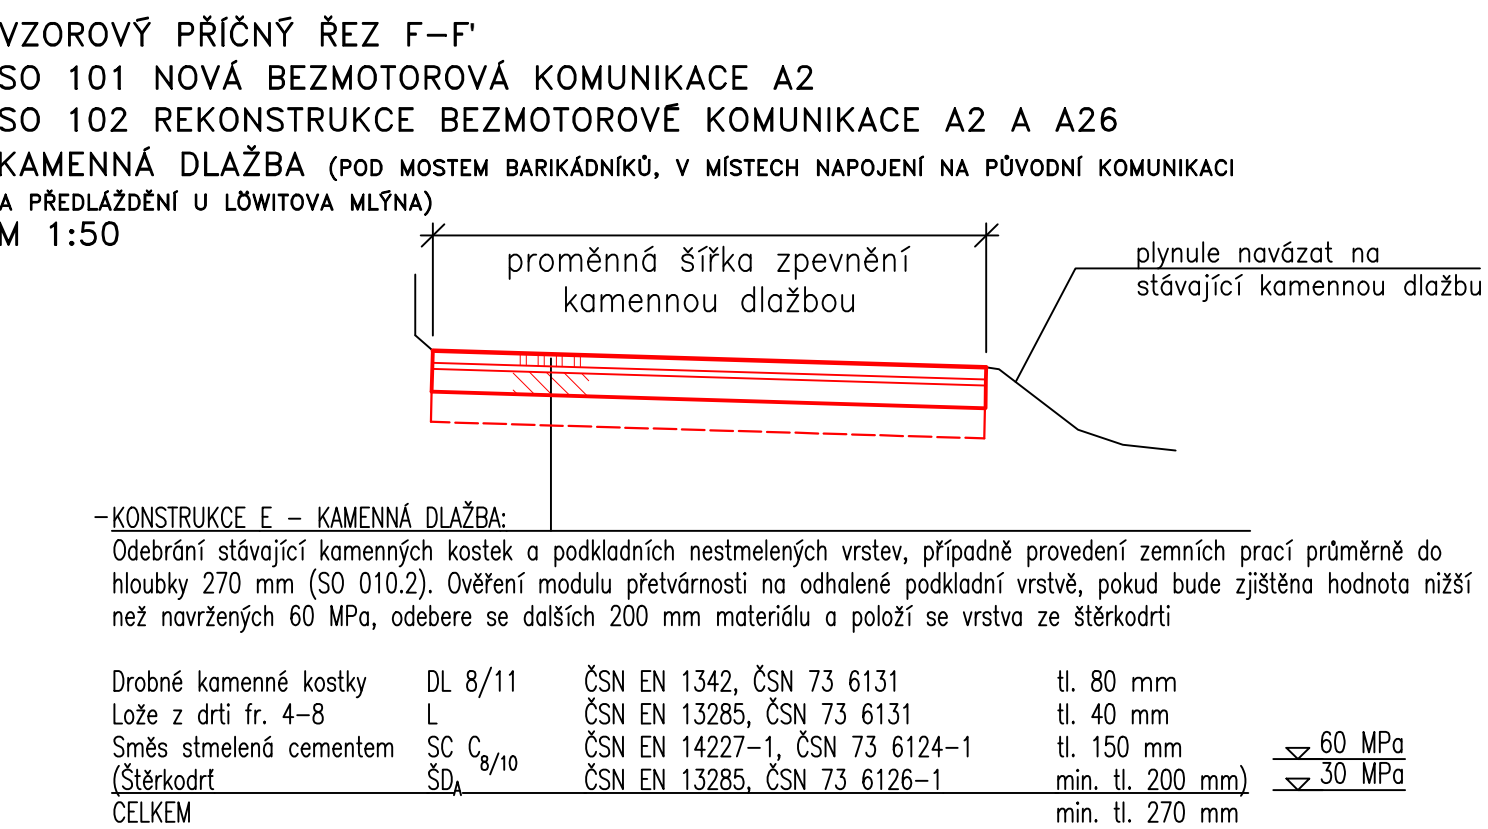 VZOROVÝ PŘÍČNÝ ŘEZ F-F'
SO 101 NOVÁ BEZMOTOROVÁ KOMUNIKACE A2
SO 102 REKONSTRUKCE BEZMOTOROVÉ KOMUNIKACE A2 A A26
KAMENNÁ DLAŽBA (POD MOSTEM BARIKÁDNÍKŮ, V MÍSTECH NAPOJENÍ NA PŮVODNÍ KOMUNIKACI
A PŘEDLÁŽDĚNÍ U LÖWITOVA MLÝNA)
M 1:50
proměnná šířka zpevnění
kamennou dlažbou
plynule navázat na
stávající kamennou dlažbu
-KONSTRUKCE E - KAMENNÁ DLAŽBA:
Odebrání stávající kamenných kostek a podkladních nestmelených vrstev, případně provedení zemních prací průměrně do
hloubky 270 mm (SO 010.2). Ověření modulu přetvárnosti na odhalené podkladní vrstvě, pokud bude zjištěna hodnota nižší
než navržených 60 MPa, odebere se dalších 200 mm materiálu a položí se vrstva ze štěrkodrti
Drobné kamenné kostky DL 8/11 ČSN EN 1342, ČSN 73 6131 tl. 80 mm
Lože z drti fr. 4-8 L ČSN EN 13285, ČSN 73 6131 tl. 40 mm
Směs stmelená cementem SC C8/10 ČSN EN 14227-1, ČSN 73 6124-1 tl. 150 mm 60 MPa
(Štěrkodrť ŠDA ČSN EN 13285, ČSN 73 6126-1 min. tl. 200 mm) 30 MPa
CELKEM min. tl. 270 mm